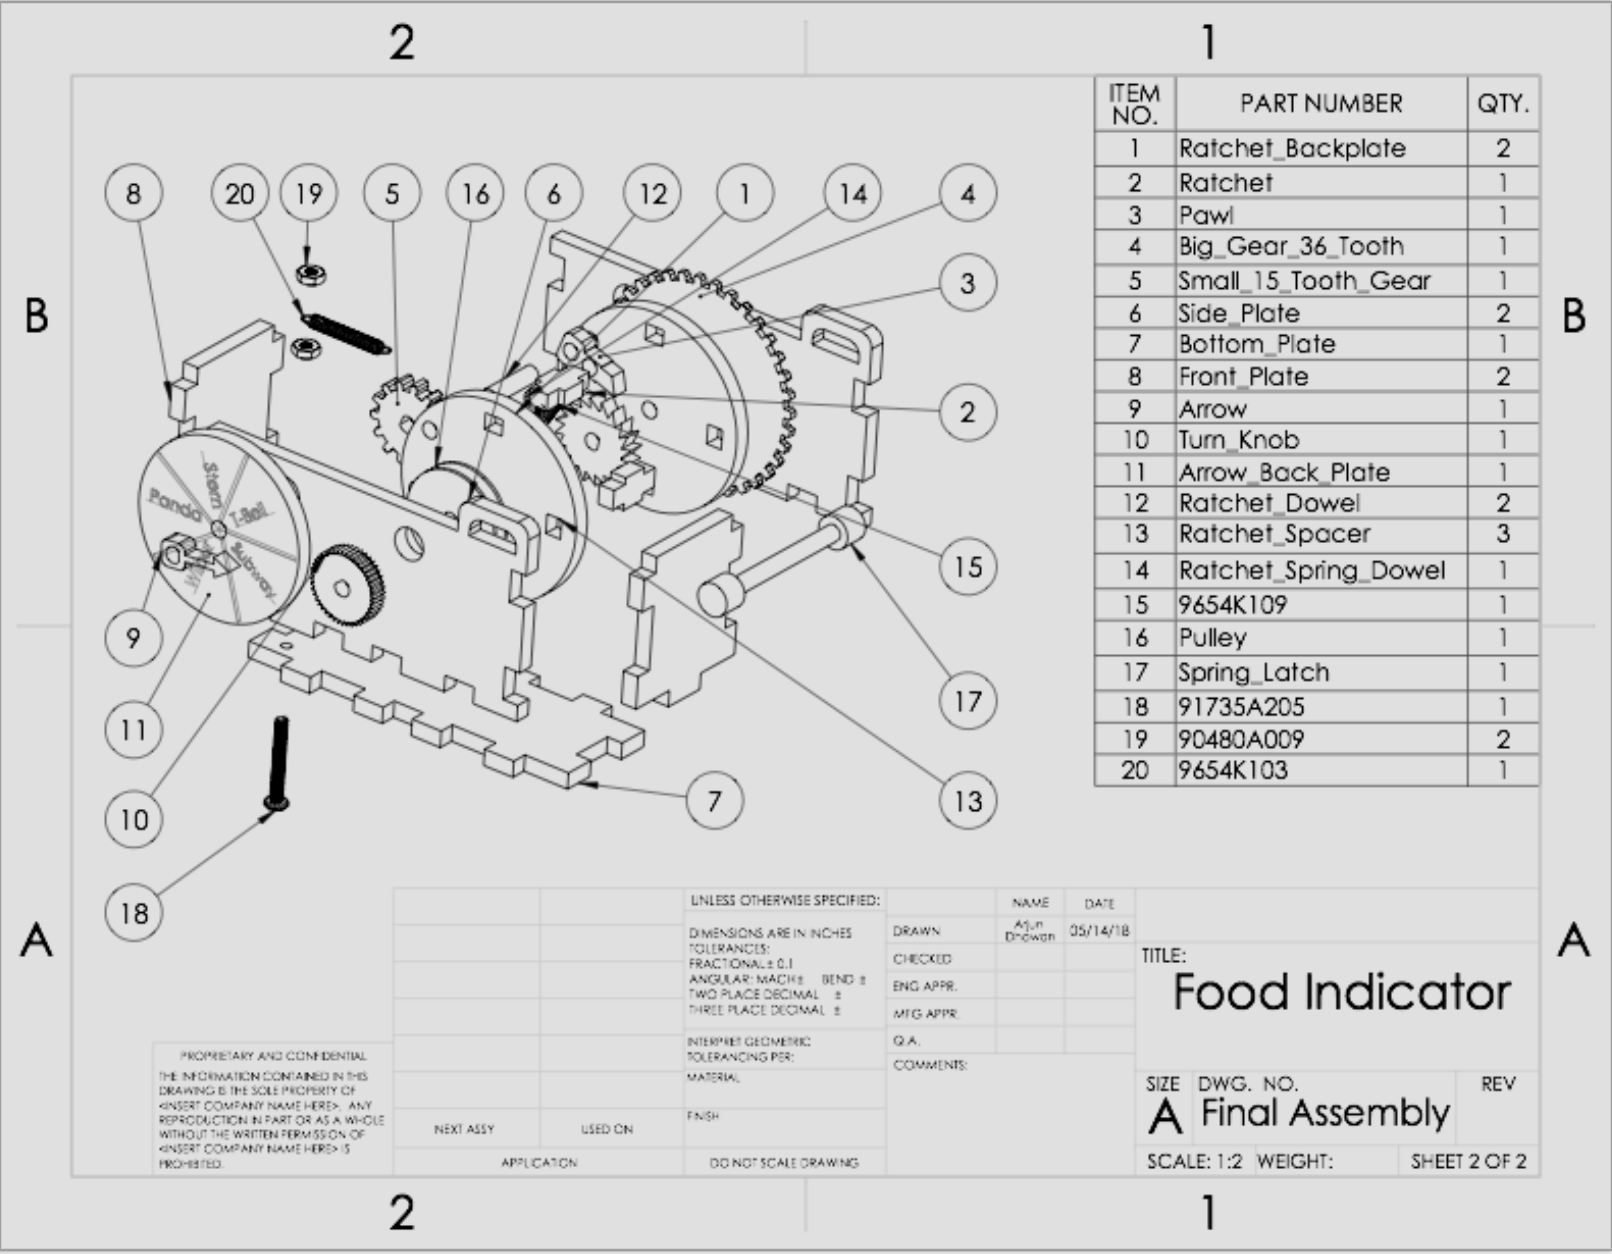 2 1
B B
A A
2 1
ITEM NO. PART NUMBER QTY.
1 Ratchet_Backplate 2
2 Ratchet 1
3 Pawl 1
4 Big_Gear_36_Tooth 1
5 Small_15_Tooth_Gear 1
6 Side_Plate 2
7 Bottom_Plate 1
8 Front_Plate 2
9 Arrow 1
10 Turn_Knob 1
11 Arrow_Back_Plate 1
12 Ratchet_Dowel 2
13 Ratchet_Spacer 3
14 Ratchet_Spring_Dowel 1
15 9654K109 1
16 Pulley 1
17 Spring_Latch 1
18 91735A205 1
19 90480A009 2
20 9654K103 1
8 20 19 5 16 6 12 1 14 4
3
2
15
17
13
7
9
11
10
18
Panda
Stern
T-Bell
Subway
UNLESS OTHERWISE SPECIFIED:
DIMENSIONS ARE IN INCHES
TOLERANCES:
FRACTIONAL ± 0.1
ANGULAR: MACH ± BEND ±
TWO PLACE DECIMAL ±
THREE PLACE DECIMAL ±
INTERPRET GEOMETRIC
TOLERANCING PER:
MATERIAL
FINISH
DO NOT SCALE DRAWING
NAME DATE
DRAWN Arjun Dhawan 05/14/18
CHECKED
ENG APPR.
MFG APPR.
Q.A.
COMMENTS:
TITLE:
Food Indicator
SIZE DWG. NO. REV
A Final Assembly
SCALE: 1:2 WEIGHT: SHEET 2 OF 2
PROPRIETARY AND CONFIDENTIAL
THE INFORMATION CONTAINED IN THIS
DRAWING IS THE SOLE PROPERTY OF
<INSERT COMPANY NAME HERE>. ANY
REPRODUCTION IN PART OR AS A WHOLE
WITHOUT THE WRITTEN PERMISSION OF
<INSERT COMPANY NAME HERE> IS
PROHIBITED.
NEXT ASSY USED ON
APPLICATION